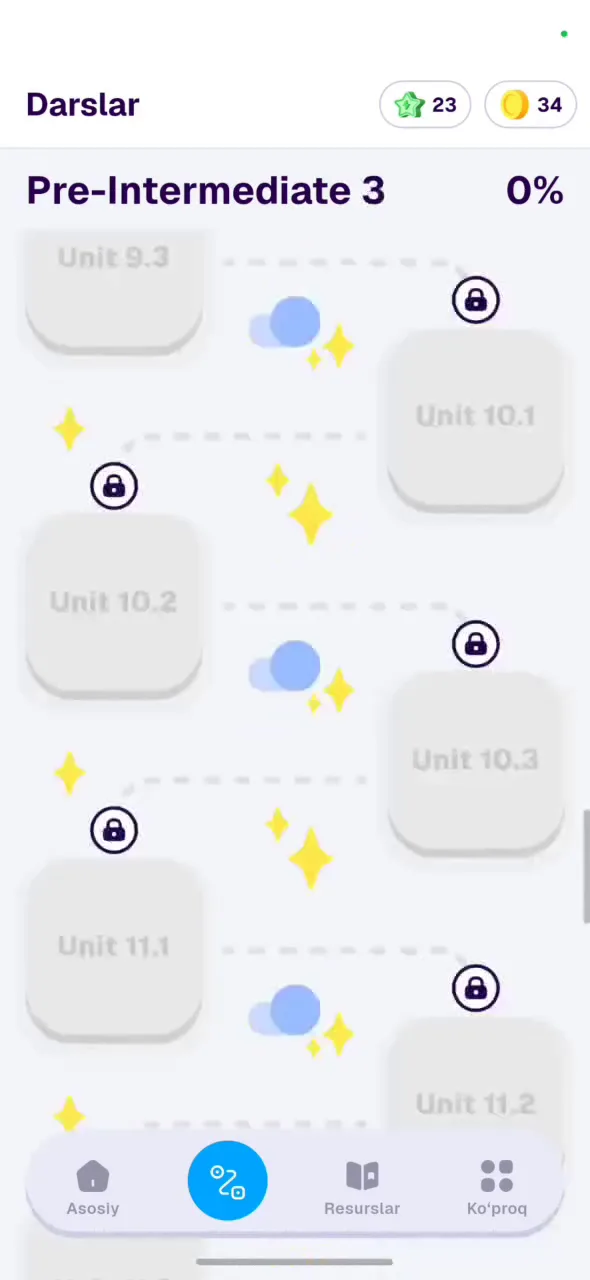 Darslar
23
34
Pre-Intermediate 3
0%
Unit 9.3
Unit 10.1
Unit 10.2
Unit 10.3
Unit 11.1
Unit 11.2
Asosiy
Resurslar
Ko‘proq